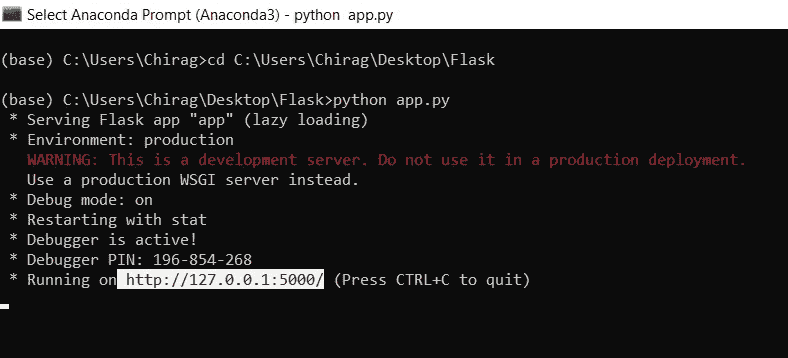 Select Anaconda Prompt (Anaconda3) - python  app.py
(base) C:\Users\Chirag>cd C:\Users\Chirag\Desktop\Flask
(base) C:\Users\Chirag\Desktop\Flask>python app.py
* Serving Flask app "app" (lazy loading)
* Environment: production
WARNING: This is a development server. Do not use it in a production deployment.
Use a production WSGI server instead.
* Debug mode: on
* Restarting with stat
* Debugger is active!
* Debugger PIN: 196-854-268
* Running on http://127.0.0.1:5000/ (Press CTRL+C to quit)